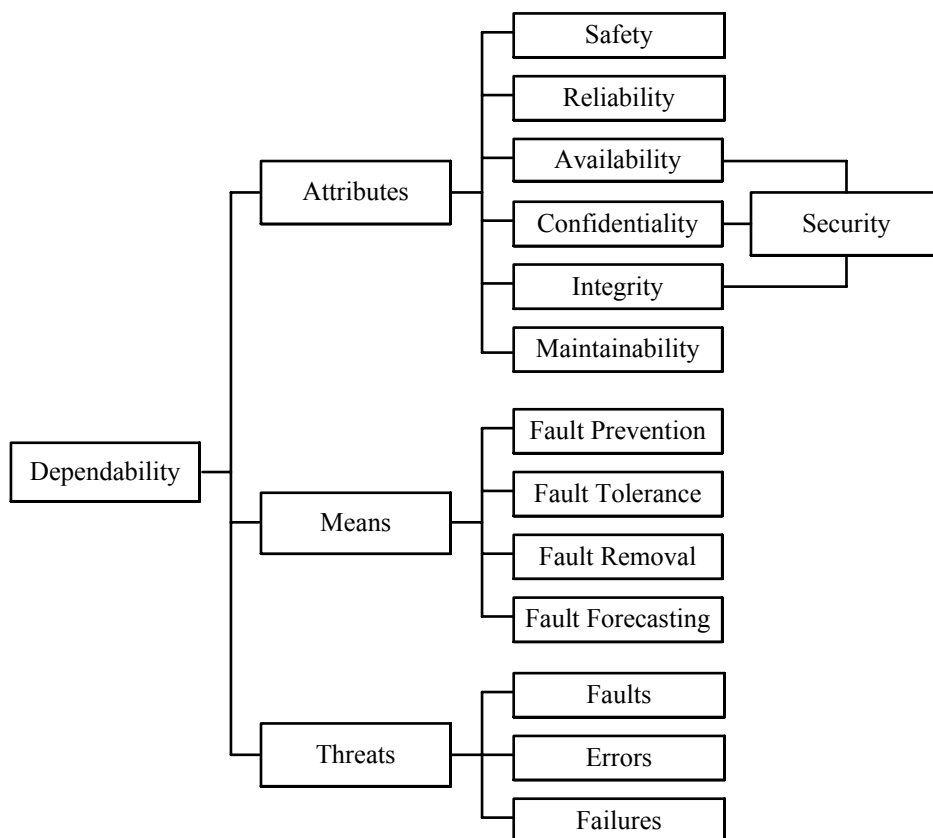 Safety
Reliability
Availability
Attributes
Confidentiality
Security
Integrity
Maintainability
Dependability
Fault Prevention
Fault Tolerance
Means
Fault Removal
Fault Forecasting
Faults
Threats
Errors
Failures